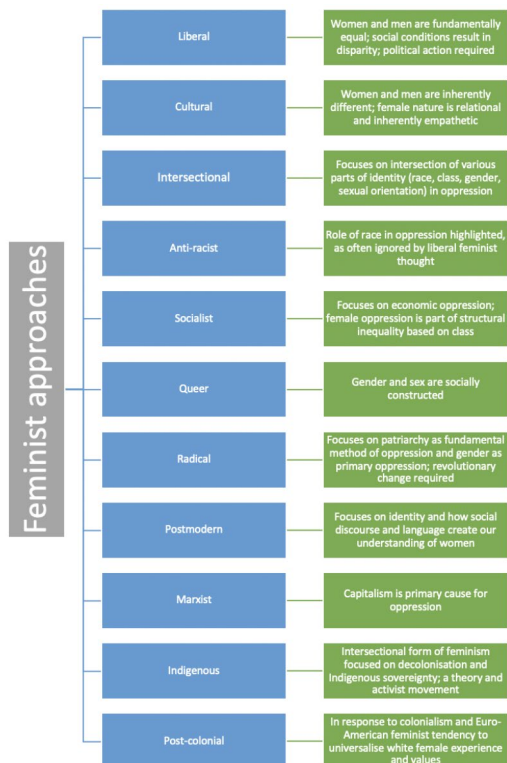 Feminist approaches
Liberal
Women and men are fundamentally
equal; social conditions result in
disparity; political action required
Cultural
Women and men are inherently
different; female nature is relational
and inherently empathetic
Intersectional
Focuses on intersection of various
parts of identity (race, class, gender,
sexual orientation) in oppression
Anti-racist
Role of race in oppression highlighted,
as often ignored by liberal feminist
thought
Socialist
Focuses on economic oppression;
female oppression is part of structural
inequality based on class
Queer
Gender and sex are socially
constructed
Radical
Focuses on patriarchy as fundamental
method of oppression and gender as
primary oppression; revolutionary
change required
Postmodern
Focuses on identity and how social
discourse and language create our
understanding of women
Marxist
Capitalism is primary cause for
oppression
Indigenous
Intersectional form of feminism
focused on decolonisation and
Indigenous sovereignty; a theory and
activist movement
Post-colonial
In response to colonialism and Euro-
American feminist tendency to
universalise white female experience
and values